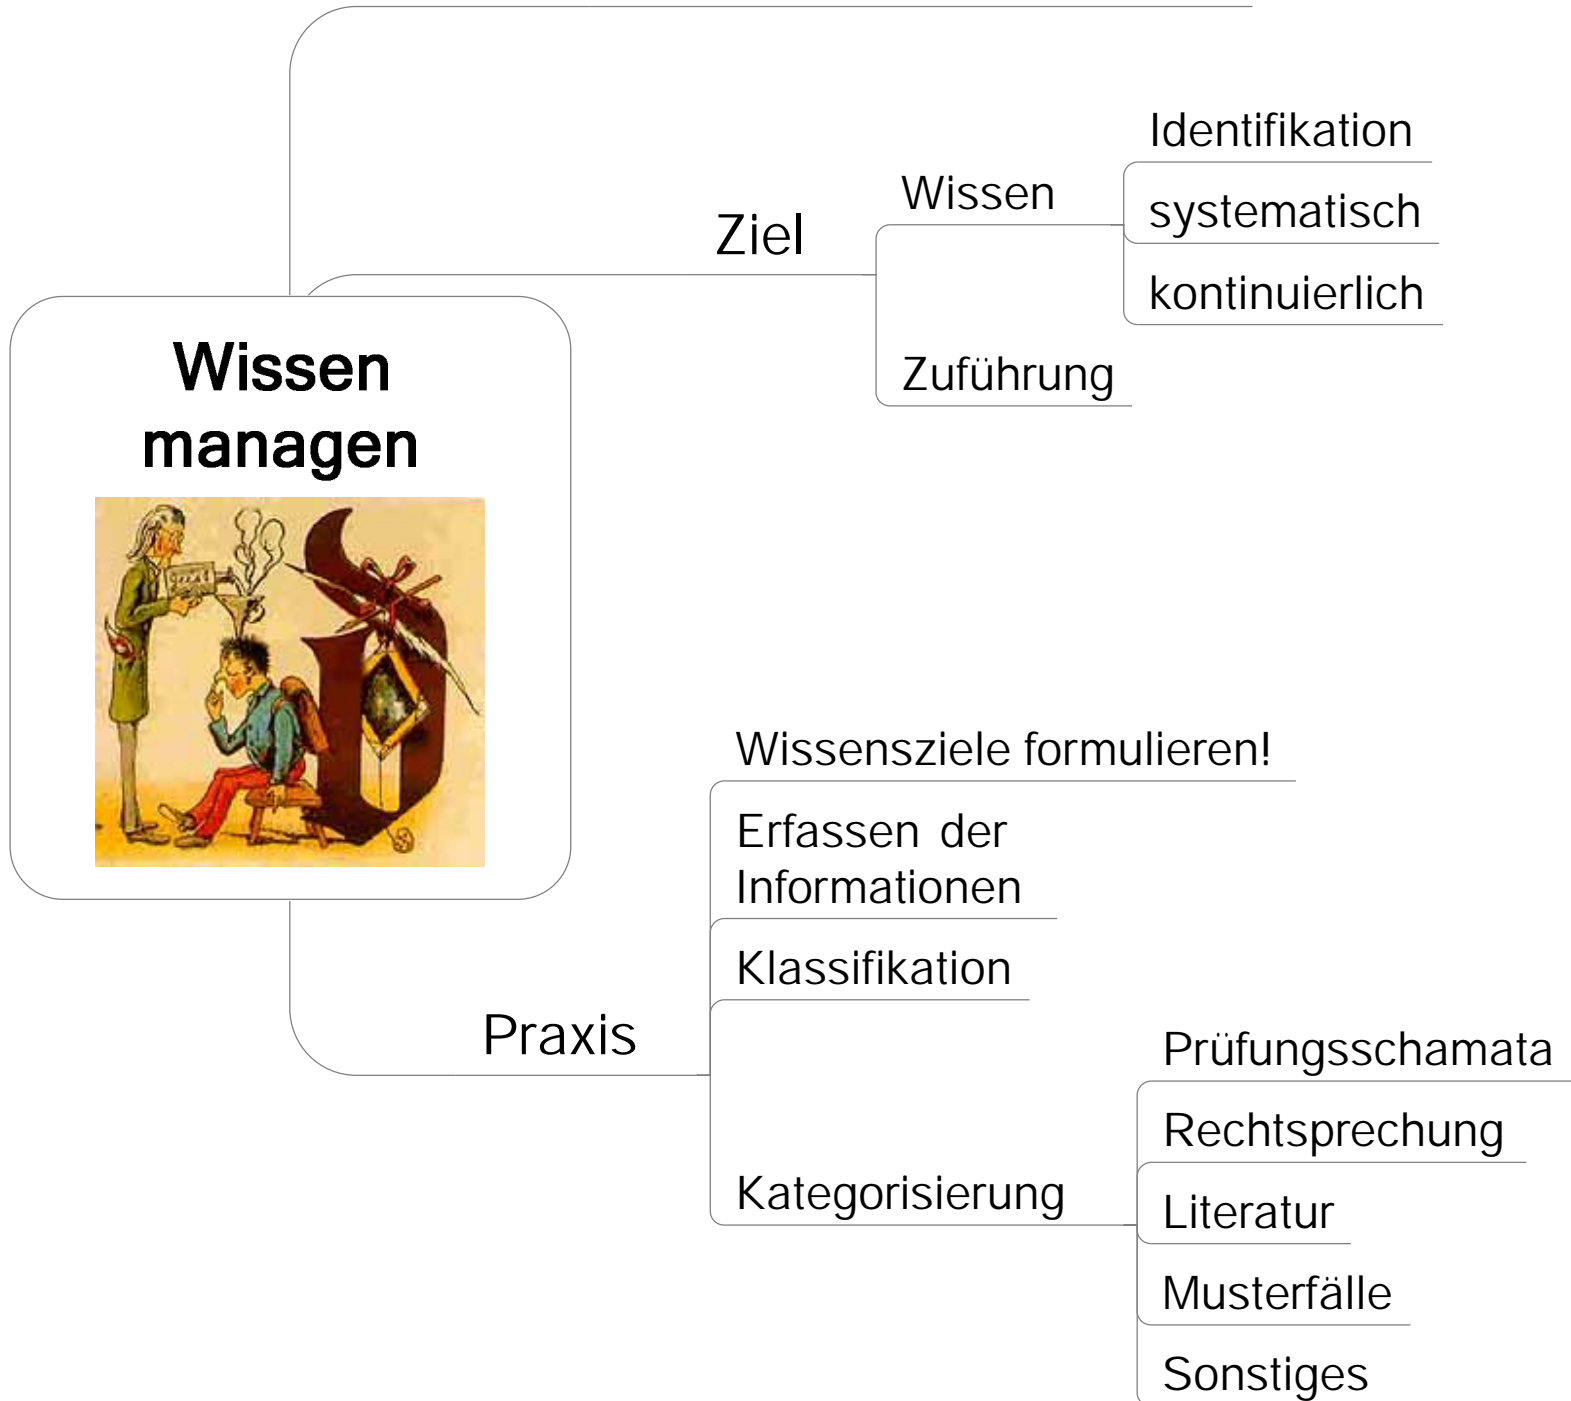 Identifikation
Wissen
systematisch
Ziel
kontinuierlich
Zuführung
Wissen
managen
Wissensziele formulieren!
Erfassen der
Informationen
Klassifikation
Praxis
Prüfungsschamata
Rechtsprechung
Kategorisierung
Literatur
Musterfälle
Sonstiges